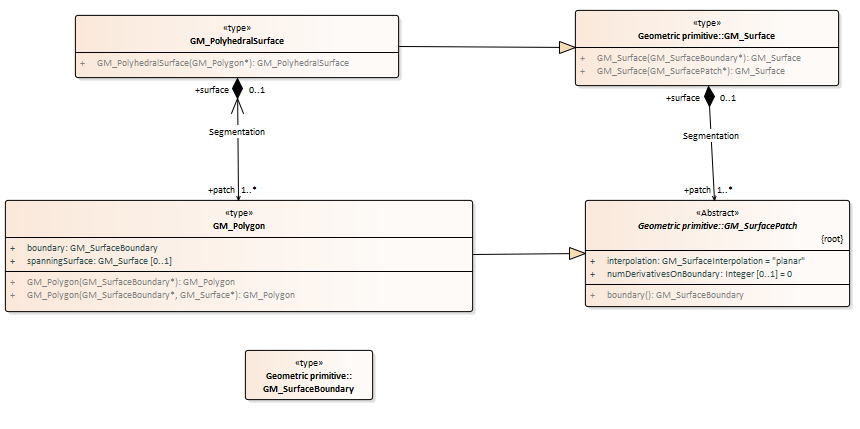 «type»
GM_PolyhedralSurface
+ GM_PolyhedralSurface(GM_Polygon*): GM_PolyhedralSurface
«type»
Geometric primitive::GM_Surface
+ GM_Surface(GM_SurfaceBoundary*): GM_Surface
+ GM_Surface(GM_SurfacePatch*): GM_Surface
+surface 0..1
Segmentation
+patch 1..*
+surface 0..1
Segmentation
+patch 1..*
«type»
GM_Polygon
+ boundary: GM_SurfaceBoundary
+ spanningSurface: GM_Surface [0..1]
+ GM_Polygon(GM_SurfaceBoundary*): GM_Polygon
+ GM_Polygon(GM_SurfaceBoundary*, GM_Surface*): GM_Polygon
«Abstract»
Geometric primitive::GM_SurfacePatch
{root}
+ interpolation: GM_SurfaceInterpolation = "planar"
+ numDerivativesOnBoundary: Integer [0..1] = 0
+ boundary(): GM_SurfaceBoundary
«type»
Geometric primitive::
GM_SurfaceBoundary